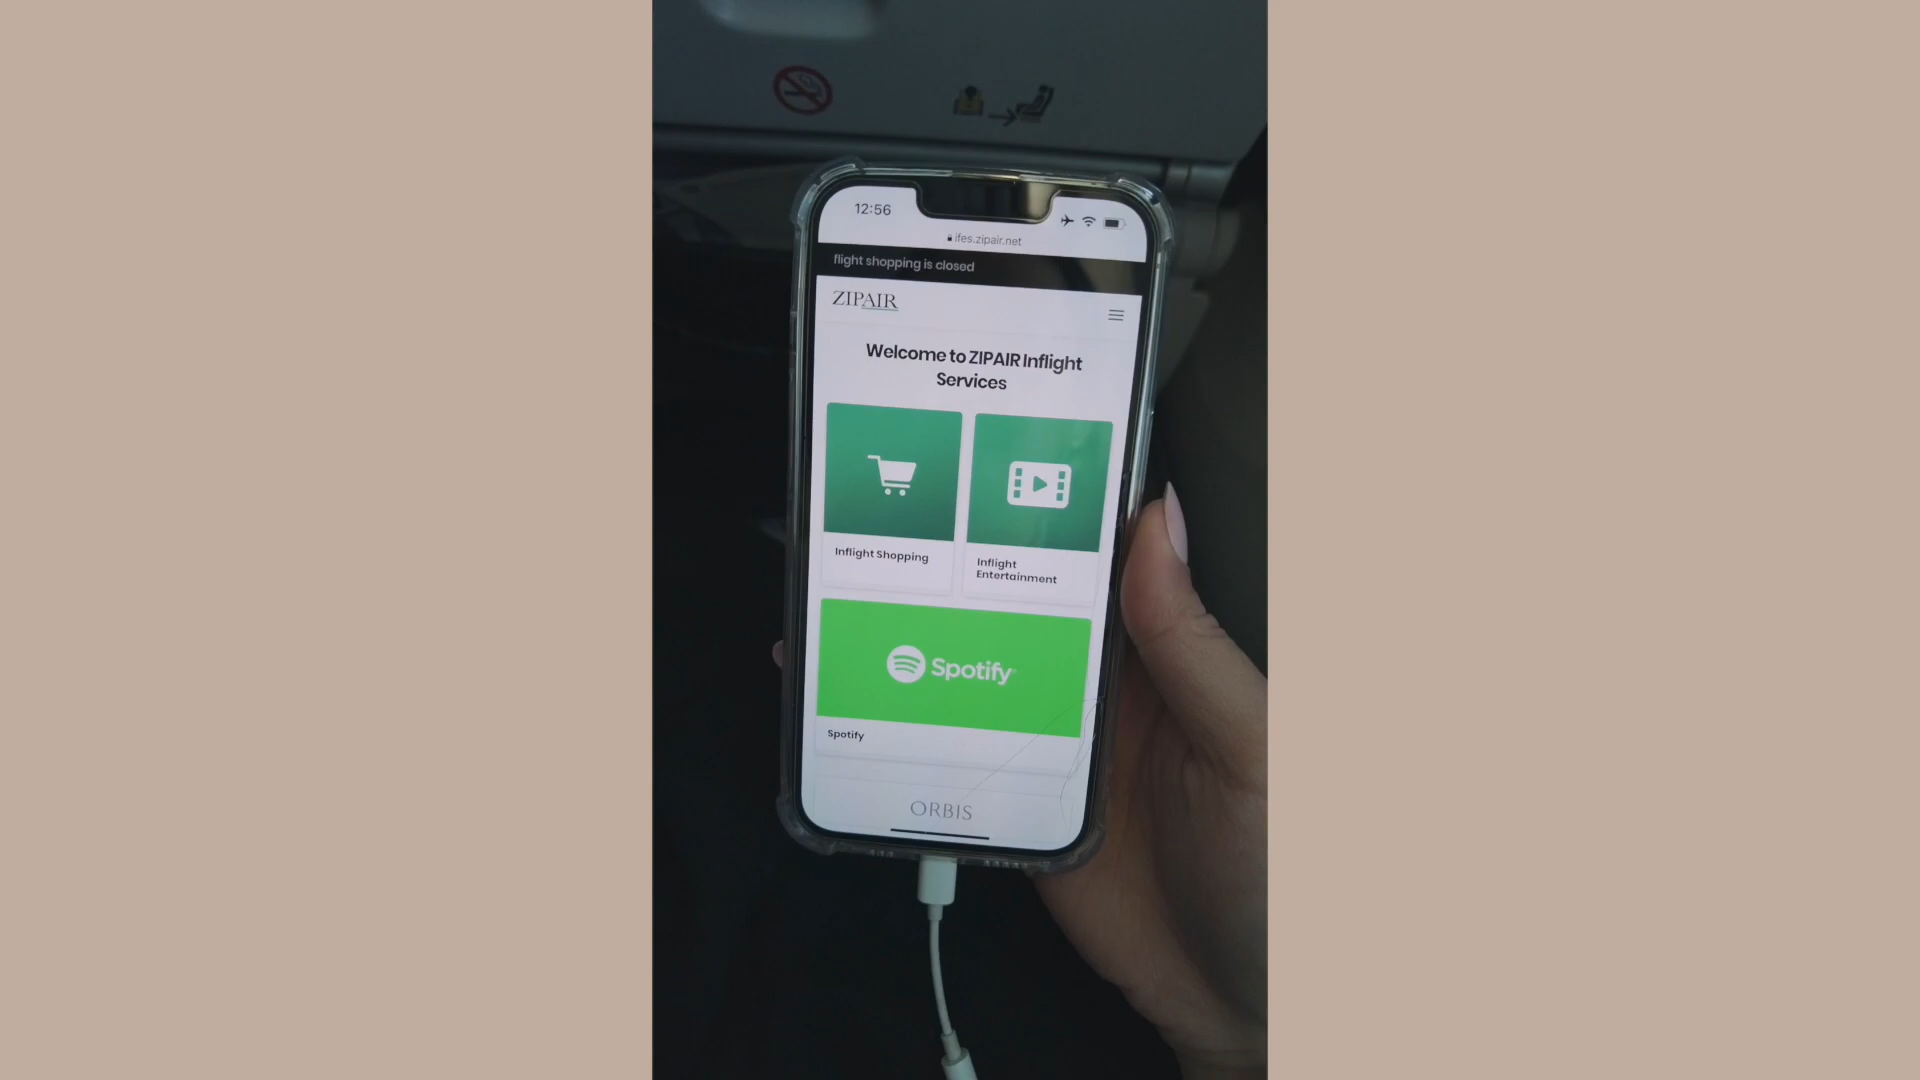 12:56
ifes.zipair.net
flight shopping is closed
ZIPAIR
Welcome to ZIPAIR Inflight
Services
Inflight Shopping
Inflight
Entertainment
Spotify
Spotify
ORBIS